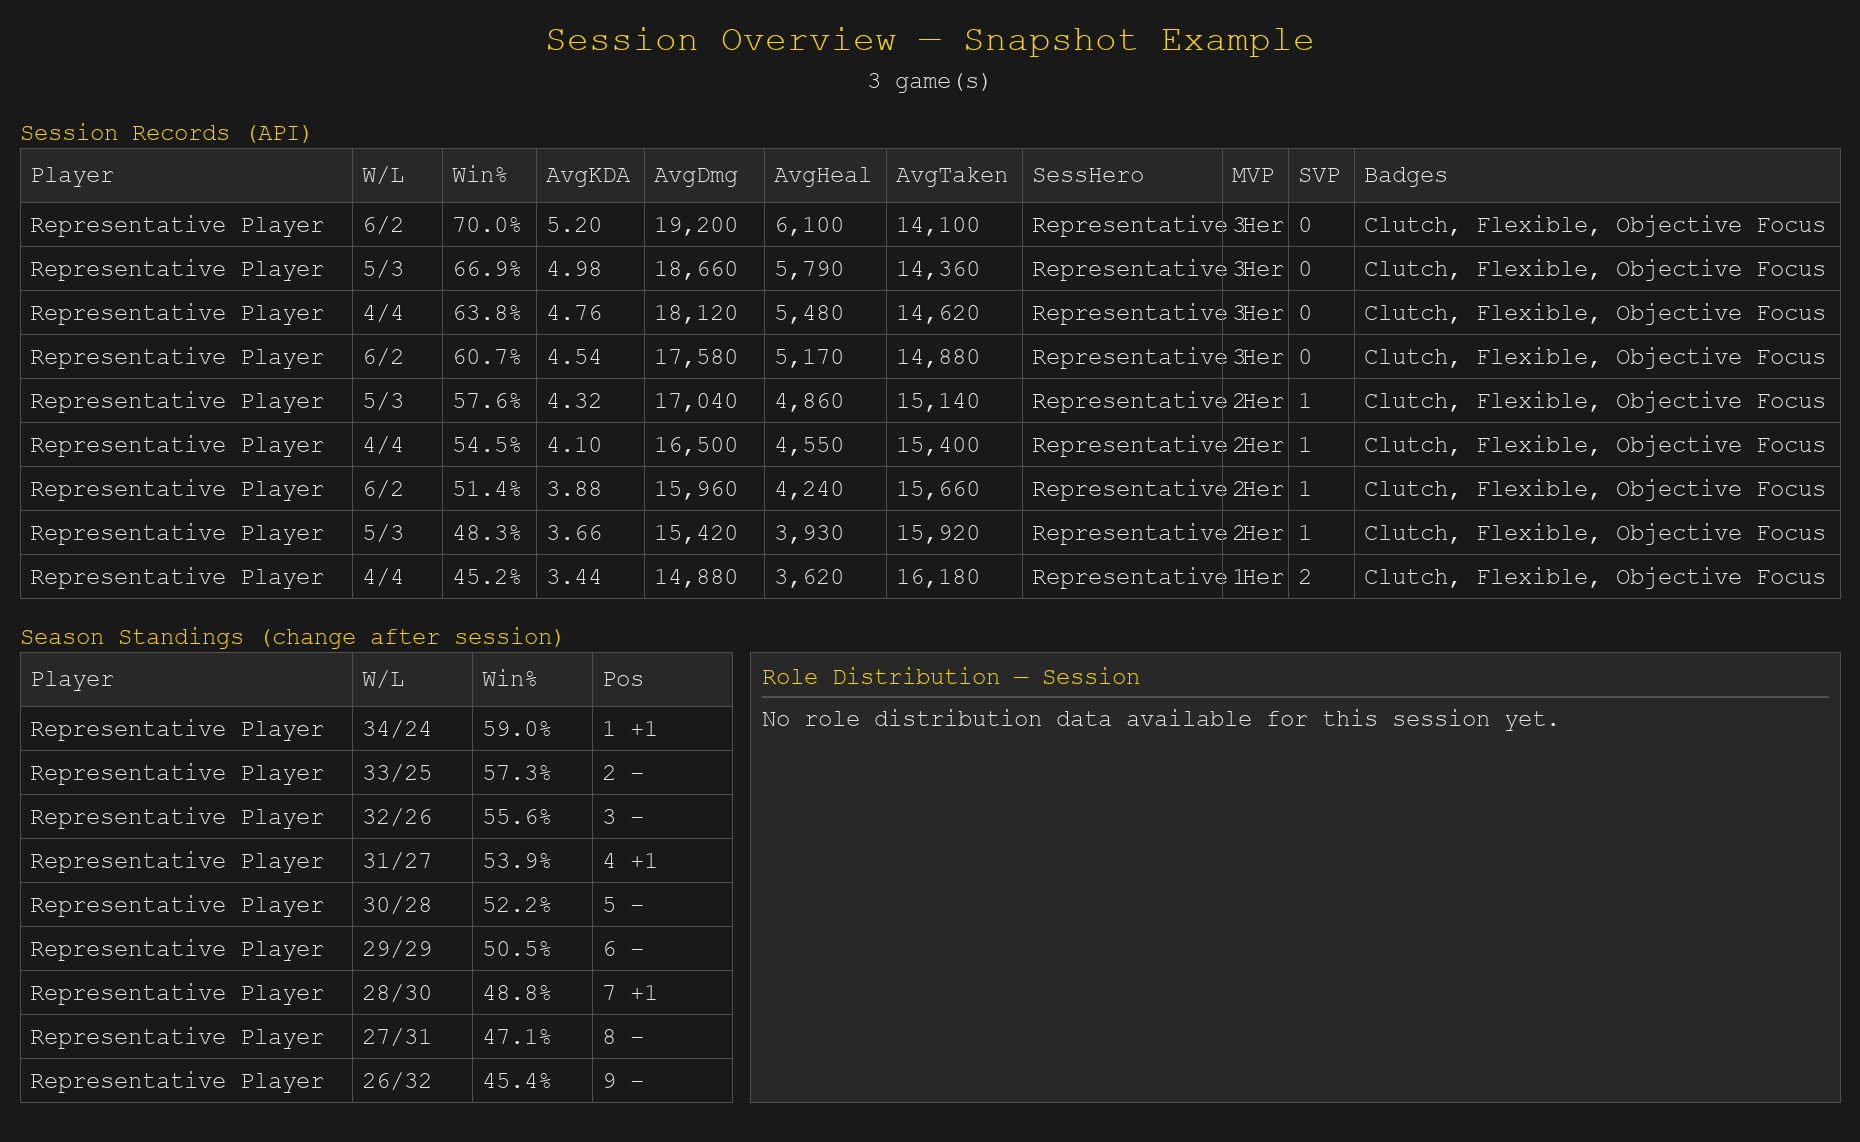 Session Overview — Snapshot Example
3 game(s)
Session Records (API)
Player W/L Win% AvgKDA AvgDmg AvgHeal AvgTaken SessHero MVP SVP Badges
Representative Player 6/2 70.0% 5.20 19,200 6,100 14,100 Representative Her 3 0 Clutch, Flexible, Objective Focus
Representative Player 5/3 66.9% 4.98 18,660 5,790 14,360 Representative Her 3 0 Clutch, Flexible, Objective Focus
Representative Player 4/4 63.8% 4.76 18,120 5,480 14,620 Representative Her 3 0 Clutch, Flexible, Objective Focus
Representative Player 6/2 60.7% 4.54 17,580 5,170 14,880 Representative Her 3 0 Clutch, Flexible, Objective Focus
Representative Player 5/3 57.6% 4.32 17,040 4,860 15,140 Representative Her 2 1 Clutch, Flexible, Objective Focus
Representative Player 4/4 54.5% 4.10 16,500 4,550 15,400 Representative Her 2 1 Clutch, Flexible, Objective Focus
Representative Player 6/2 51.4% 3.88 15,960 4,240 15,660 Representative Her 2 1 Clutch, Flexible, Objective Focus
Representative Player 5/3 48.3% 3.66 15,420 3,930 15,920 Representative Her 2 1 Clutch, Flexible, Objective Focus
Representative Player 4/4 45.2% 3.44 14,880 3,620 16,180 Representative Her 1 2 Clutch, Flexible, Objective Focus
Season Standings (change after session)
Player W/L Win% Pos
Representative Player 34/24 59.0% 1 +1
Representative Player 33/25 57.3% 2 –
Representative Player 32/26 55.6% 3 –
Representative Player 31/27 53.9% 4 +1
Representative Player 30/28 52.2% 5 –
Representative Player 29/29 50.5% 6 –
Representative Player 28/30 48.8% 7 +1
Representative Player 27/31 47.1% 8 –
Representative Player 26/32 45.4% 9 –
Role Distribution — Session
No role distribution data available for this session yet.